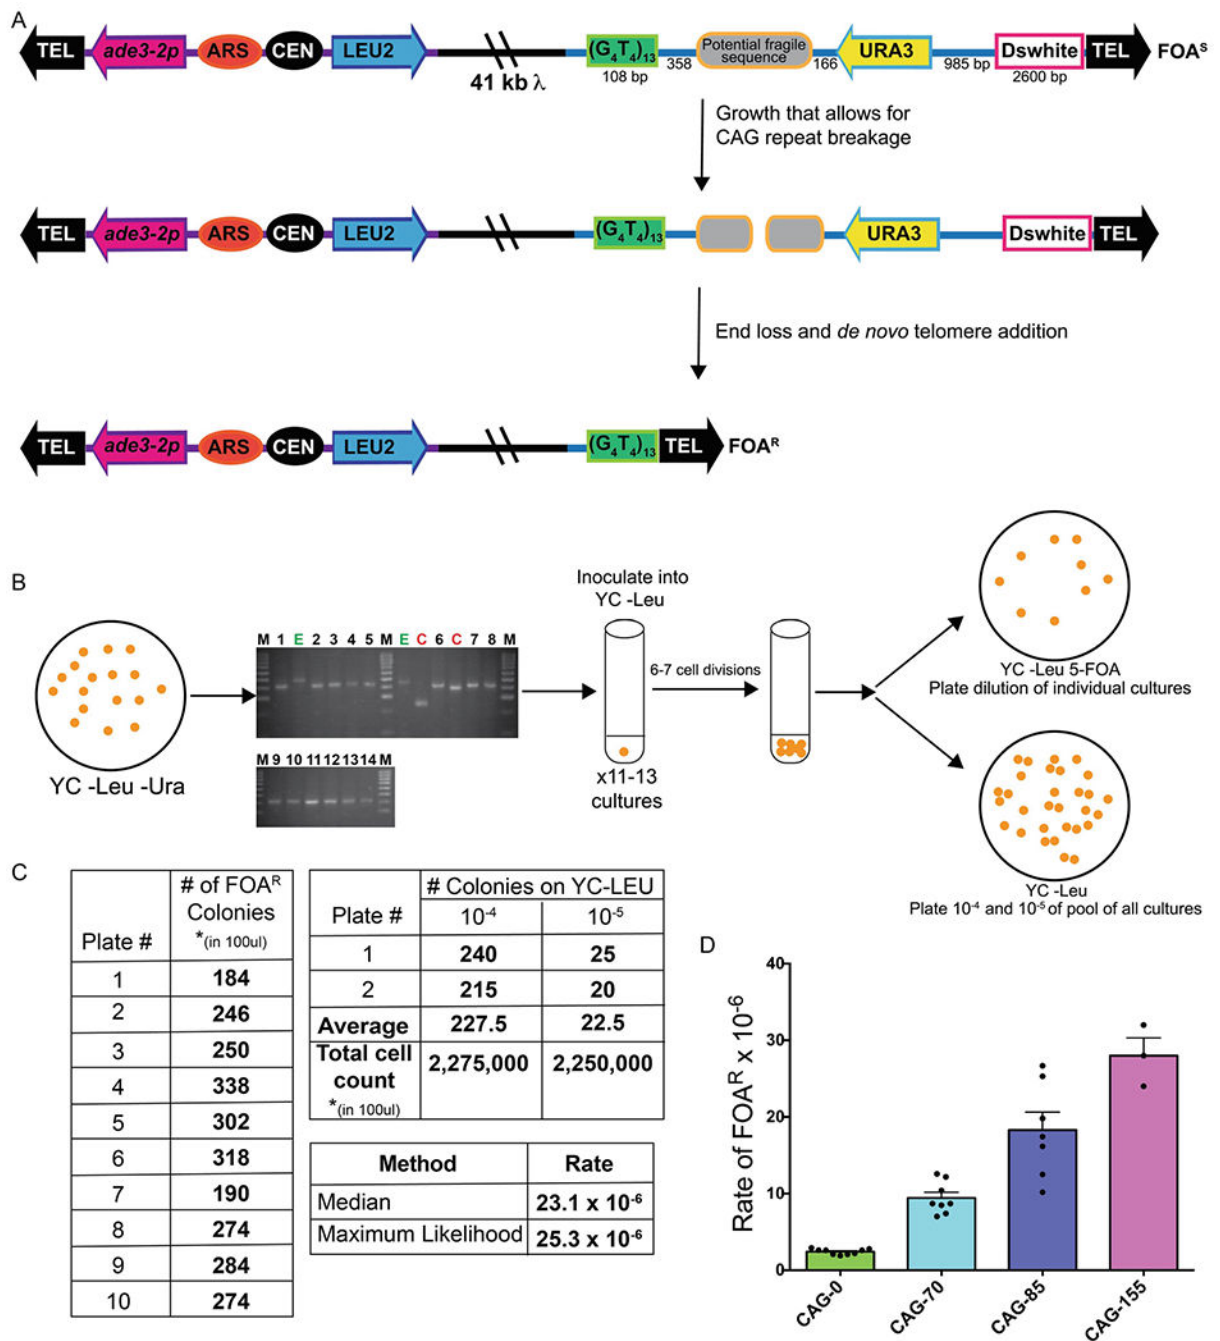 A
TEL ade3-2p ARS CEN LEU2 (G4T4)13 Potential fragile sequence URA3 Dswhite TEL FOAS
41 kb λ 108 bp 358 166 985 bp 2600 bp
Growth that allows for
CAG repeat breakage
TEL ade3-2p ARS CEN LEU2 (G4T4)13 URA3 Dswhite TEL
End loss and de novo telomere addition
TEL ade3-2p ARS CEN LEU2 (G4T4)13 TEL FOAR
B
YC -Leu -Ura
M 1 E 2 3 4 5 M E C 6 C 7 8 M
M 9 10 11 12 13 14 M
Inoculate into
YC -Leu
x11-13
cultures
6-7 cell divisions
YC -Leu 5-FOA
Plate dilution of individual cultures
YC -Leu
Plate 10-4 and 10-5 of pool of all cultures
C
Plate # # of FOAR Colonies *(in 100ul)
1 184
2 246
3 250
4 338
5 302
6 318
7 190
8 274
9 284
10 274
# Colonies on YC-LEU
Plate # 10-4 10-5
1 240 25
2 215 20
Average 227.5 22.5
Total cell count *(in 100ul) 2,275,000 2,250,000
Method Rate
Median 23.1 x 10-6
Maximum Likelihood 25.3 x 10-6
D
Rate of FOAR x 10-6
40
30
20
10
0
CAG-0
CAG-70
CAG-85
CAG-155